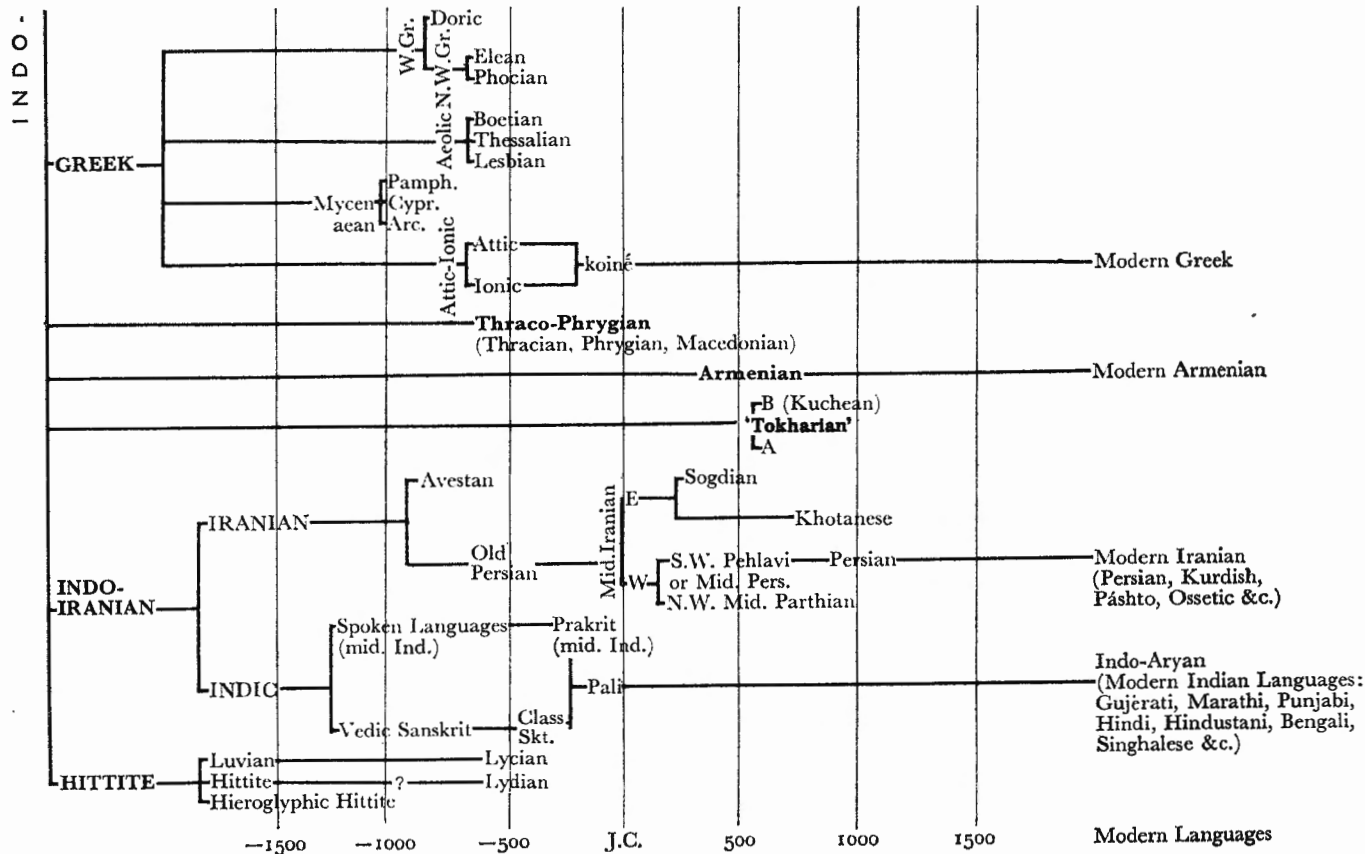 INDO-
Doric
W.Gr.
N.W.Gr.
Elean
Phocian
Aeolic
Boetian
Thessalian
Lesbian
GREEK
Pamph.
Mycen
Cypr.
aean
Arc.
Attic-Ionic
Attic
koiné
Modern Greek
Ionic
Thraco-Phrygian
(Thracian, Phrygian, Macedonian)
Armenian
Modern Armenian
B (Kuchean)
'Tokharian'
A
Avestan
Sogdian
Mid.Iranian
E
IRANIAN
Khotanese
Old
Persian
S.W. Pehlavi
or Mid. Pers.
Persian
W
N.W. Mid. Parthian
Modern Iranian
(Persian, Kurdish,
Páshto, Ossetic &c.)
INDO-
IRANIAN
Spoken Languages
(mid. Ind.)
Prakrit
(mid. Ind.)
INDIC
Pali
Vedic Sanskrit
Class.
Skt.
Indo-Aryan
(Modern Indian Languages:
Gujerati, Marathi, Punjabi,
Hindi, Hindustani, Bengali,
Singhalese &c.)
Luvian
Lycian
HITTITE
Hittite
?
Lydian
Hieroglyphic Hittite
—1500
—1000
—500
J.C.
500
1000
1500
Modern Languages